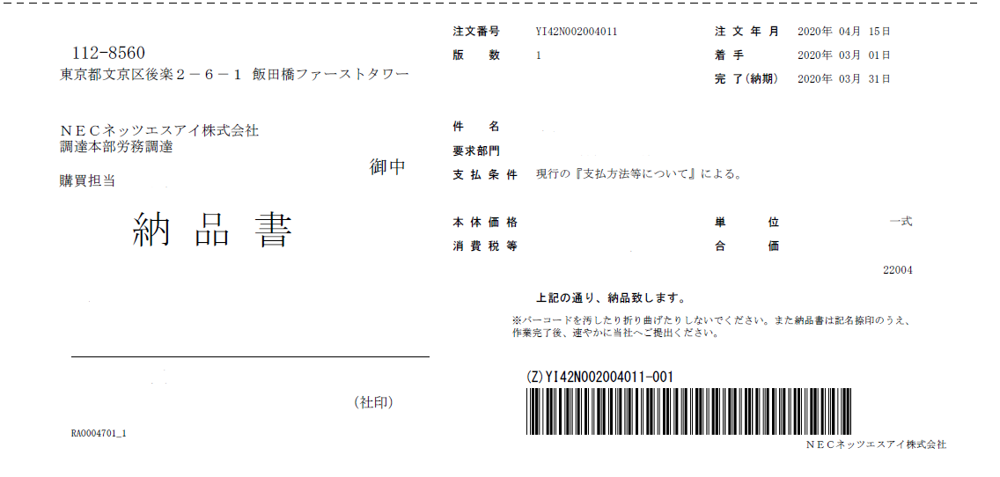 112-8560
東京都文京区後楽２－６－１ 飯田橋ファーストタワー
ＮＥＣネッツエスアイ株式会社
調達本部労務調達
御中
購買担当
納品書
（社印）
RA0004701_1
注文番号 YI42N002004011 注文年月 2020年 04月 15日
版数 1 着手 2020年 03月 01日
完了(納期) 2020年 03月 31日
件名
要求部門
支払条件 現行の『支払方法等について』による。
本体価格 単位 一式
消費税等 合価
22004
上記の通り、納品致します。
※バーコードを汚したり折り曲げたりしないでください。また納品書は記名捺印のうえ、
作業完了後、速やかに当社へご提出ください。
(Z)YI42N002004011-001
ＮＥＣネッツエスアイ株式会社